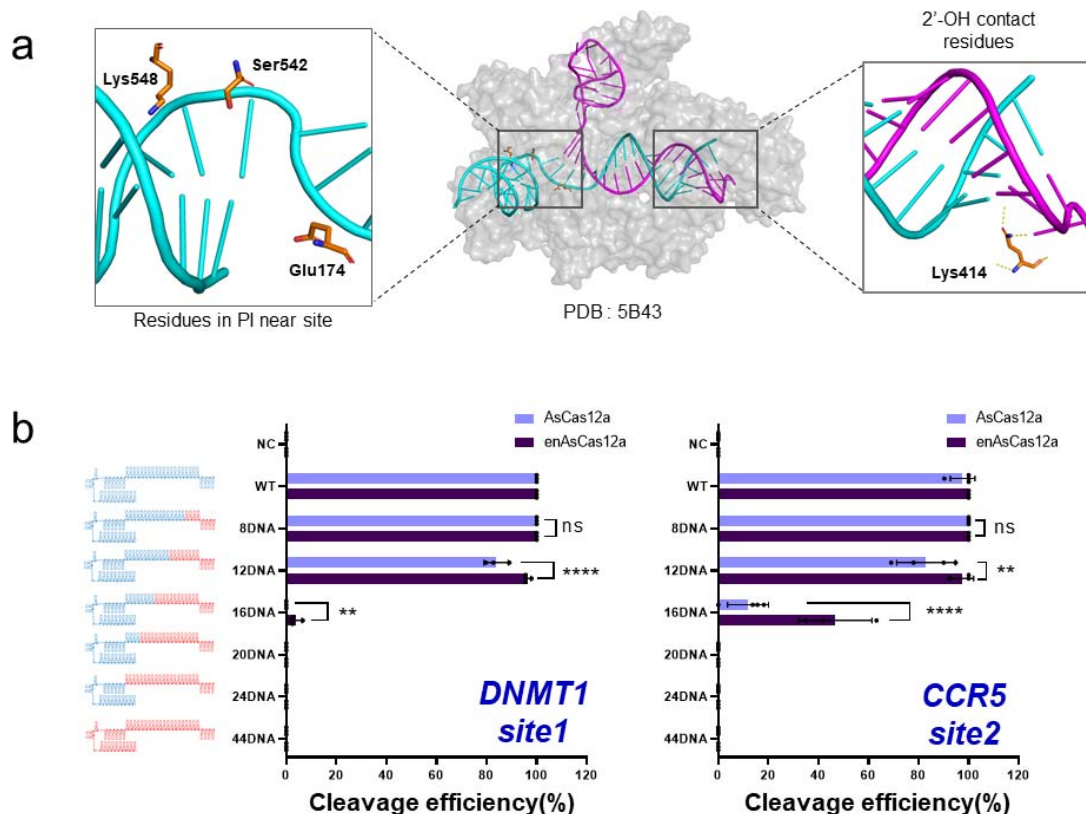 a
Lys548
Ser542
Glu174
Residues in PI near site
PDB : 5B43
2'-OH contact
residues
Lys414
b
AsCas12a
enAsCas12a
NC
WT
8DNA
12DNA
16DNA
20DNA
24DNA
44DNA
ns
****
**
DNMT1
site1
0 20 40 60 80 100 120
Cleavage efficiency(%)
AsCas12a
enAsCas12a
NC
WT
8DNA
12DNA
16DNA
20DNA
24DNA
44DNA
ns
**
****
CCR5
site2
0 20 40 60 80 100 120
Cleavage efficiency(%)